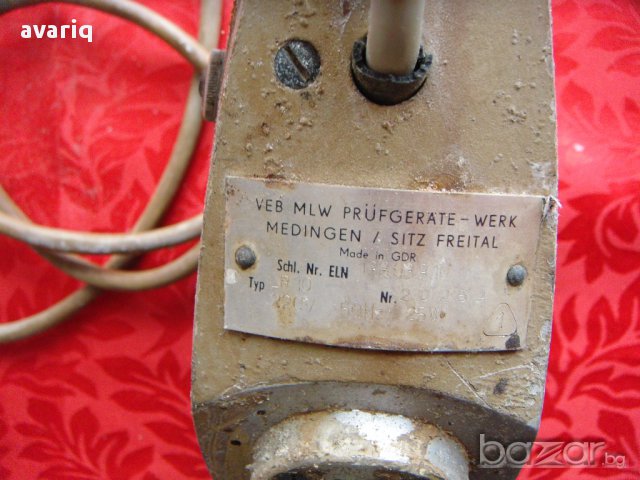 avariq
VEB MLW PRÜFGERÄTE-WERK
MEDINGEN / SITZ FREITAL
Made in GDR
Schl. Nr. ELN
Typ
Nr.
bazar.bg